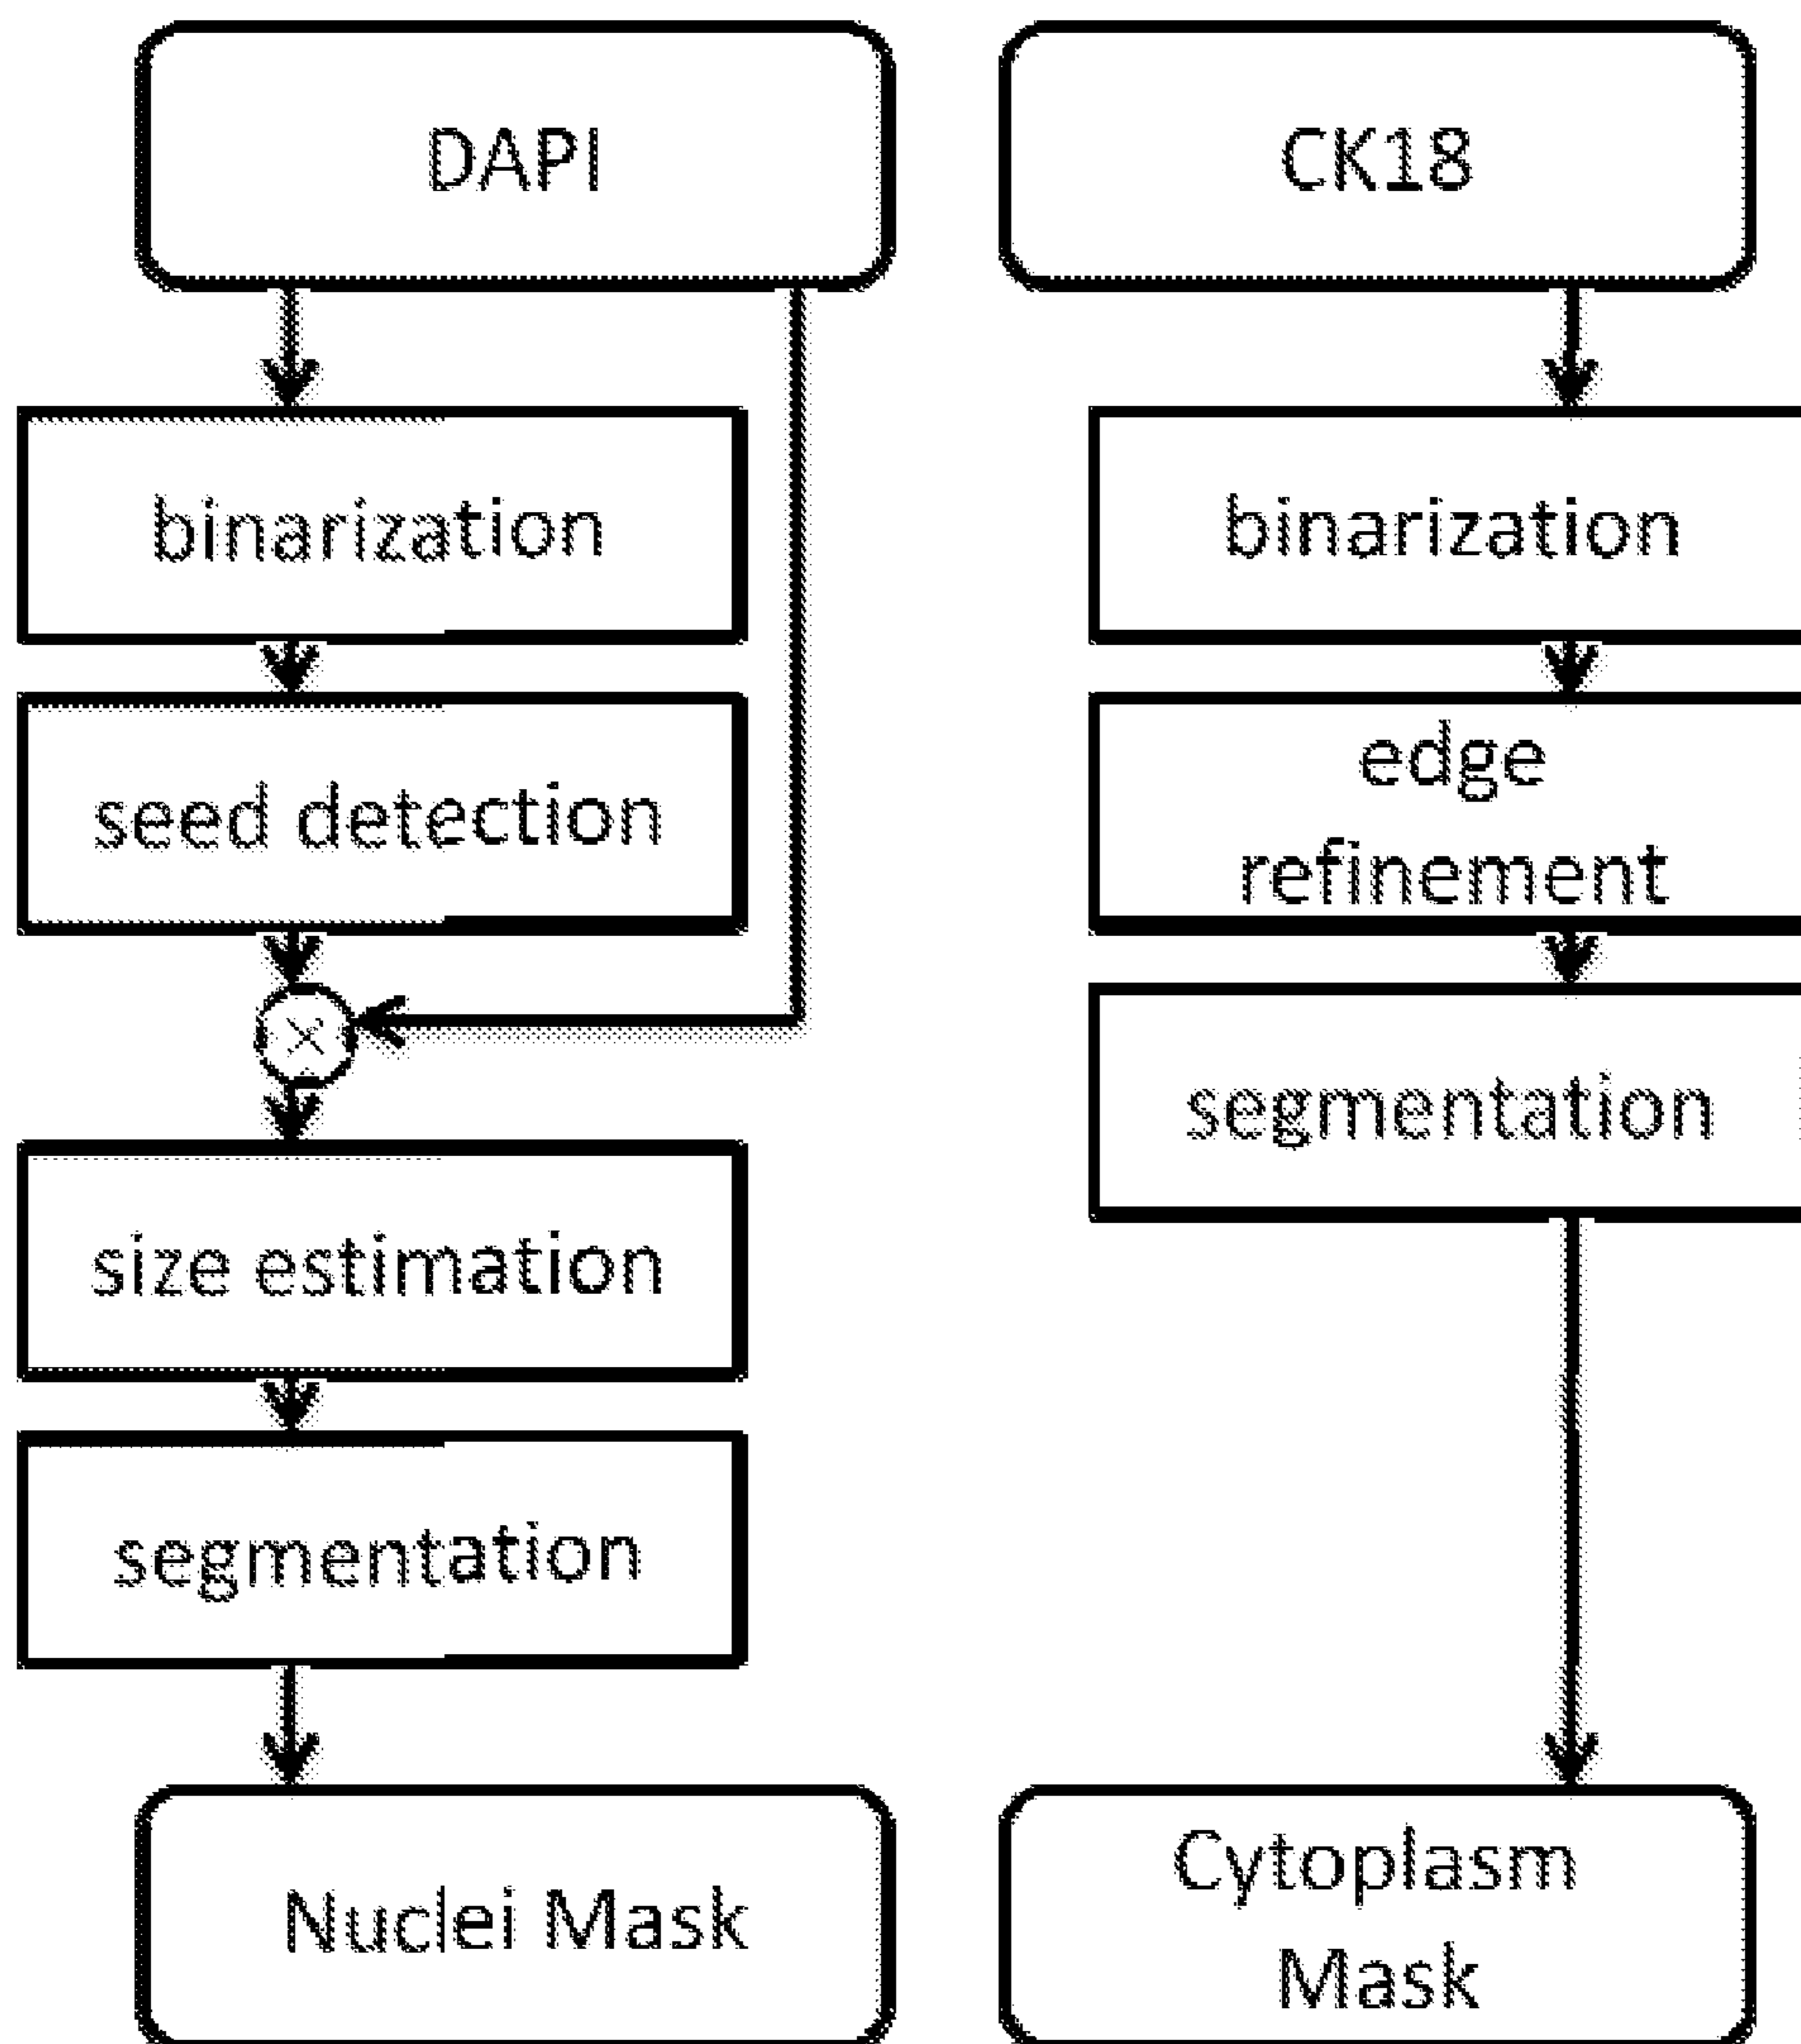 DAPI
binarization
seed detection
×
size estimation
segmentation
Nuclei Mask
CK18
binarization
edge
refinement
segmentation
Cytoplasm
Mask